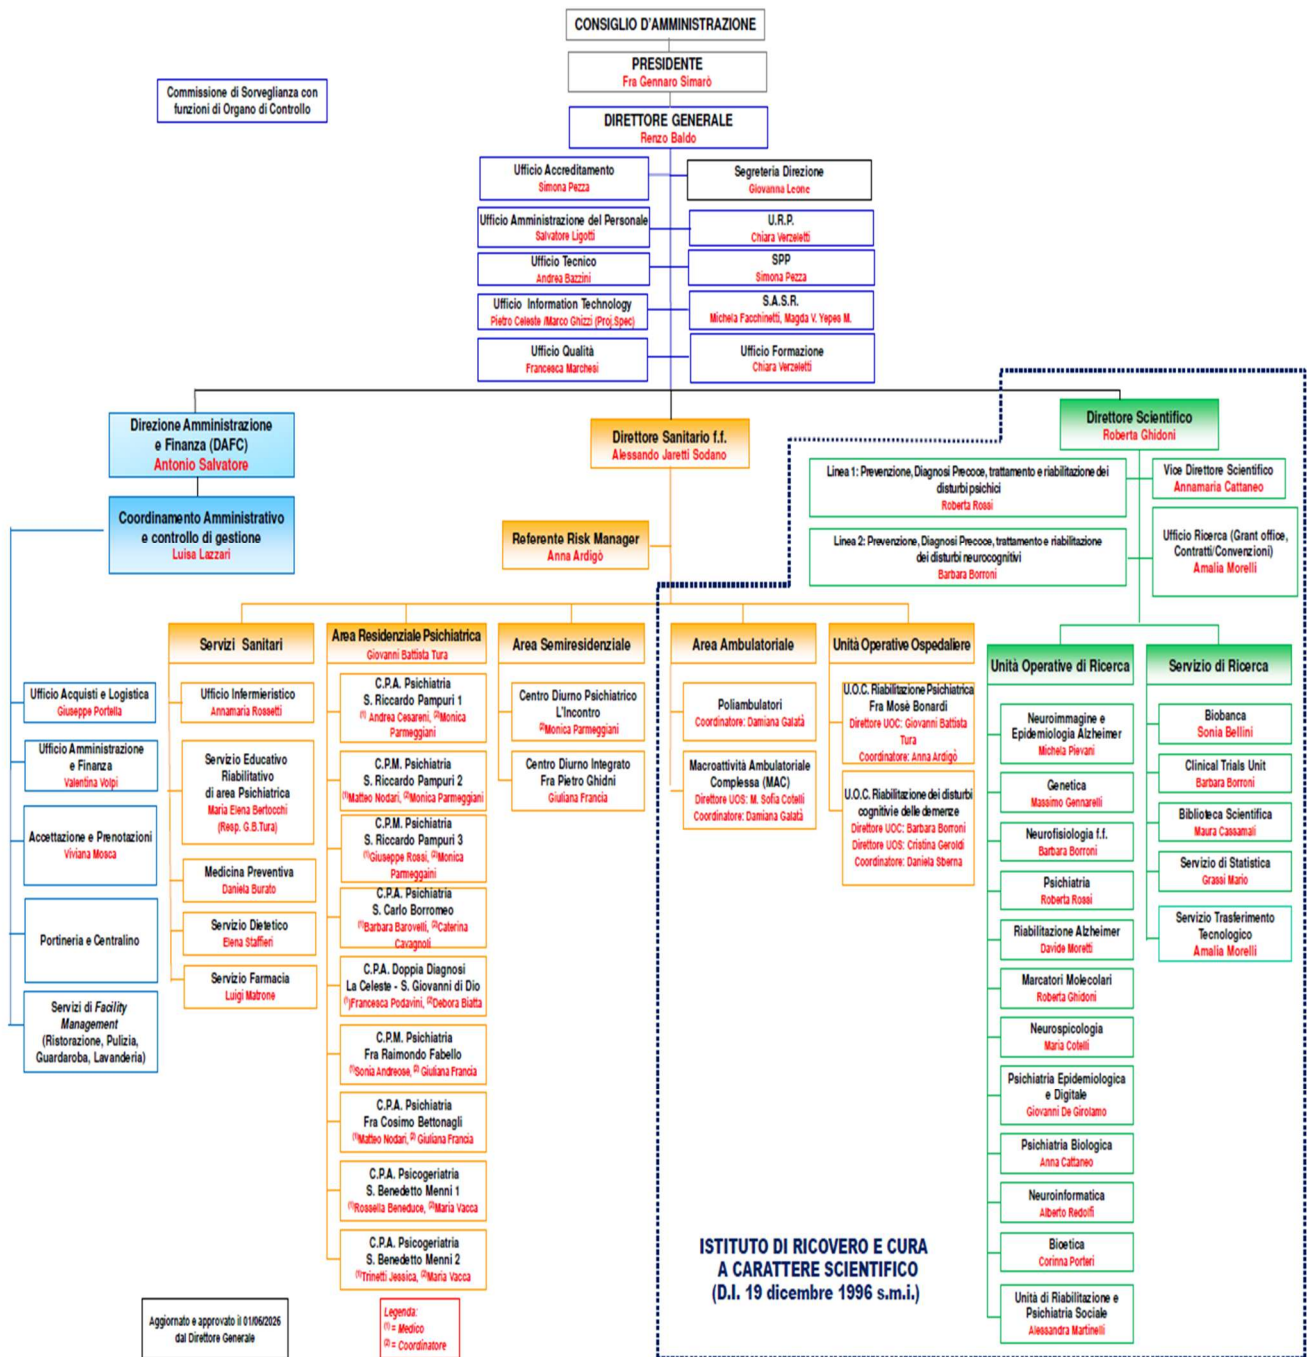 CONSIGLIO D'AMMINISTRAZIONE
PRESIDENTE
Fra Gennaro Simarò
Commissione di Sorveglianza con
funzioni di Organo di Controllo
DIRETTORE GENERALE
Renzo Baldo
Ufficio Accreditamento
Simona Pezza
Segreteria Direzione
Giovanna Leone
Ufficio Amministrazione del Personale
Salvatore Ligotti
U.R.P.
Chiara Verzeletti
Ufficio Tecnico
Andrea Bazzini
SPP
Simona Pezza
Ufficio Information Technology
Pietro Celeste /Marco Ghizzi (Proj.Spec)
S.A.S.R.
Michela Facchinetti, Magda V. Yepes M.
Ufficio Qualità
Francesca Marchesi
Ufficio Formazione
Chiara Verzeletti
Direzione Amministrazione
e Finanza (DAFC)
Antonio Salvatore
Coordinamento Amministrativo
e controllo di gestione
Luisa Lazzari
Direttore Sanitario f.f.
Alessando Jaretti Sodano
Referente Risk Manager
Anna Ardigò
Direttore Scientifico
Roberta Ghidoni
Linea 1: Prevenzione, Diagnosi Precoce, trattamento e riabilitazione dei
disturbi psichici
Roberta Rossi
Vice Direttore Scientifico
Annamaria Cattaneo
Linea 2: Prevenzione, Diagnosi Precoce, trattamento e riabilitazione
dei disturbi neurocognitivi
Barbara Borroni
Ufficio Ricerca (Grant office,
Contratti/Convenzioni)
Amalia Morelli
Ufficio Acquisti e Logistica
Giuseppe Portella
Ufficio Amministrazione
e Finanza
Valentina Volpi
Accettazione e Prenotazioni
Viviana Mosca
Portineria e Centralino
Servizi di Facility
Management
(Ristorazione, Pulizia,
Guardaroba, Lavanderia)
Servizi Sanitari
Ufficio Infermieristico
Annamaria Rossetti
Servizio Educativo
Riabilitativo
di area Psichiatrica
Maria Elena Bertocchi
(Resp. G.B.Tura)
Medicina Preventiva
Daniela Burato
Servizio Dietetico
Elena Staffieri
Servizio Farmacia
Luigi Matrone
Area Residenziale Psichiatrica
Giovanni Battista Tura
C.P.A. Psichiatria
S. Riccardo Pampuri 1
(1) Andrea Cesareni, (2)Monica
Parmeggiani
C.P.M. Psichiatria
S. Riccardo Pampuri 2
(1)Matteo Nodari, (2)Monica Parmeggiani
C.P.M. Psichiatria
S. Riccardo Pampuri 3
(1)Giuseppe Rossi, (2)Monica
Parmeggaini
C.P.A. Psichiatria
S. Carlo Borromeo
(1)Barbara Barovelli, (2)Caterina
Cavagnoli
C.P.A. Doppia Diagnosi
La Celeste - S. Giovanni di Dio
(1)Francesca Podavini, (2)Debora Biatta
C.P.M. Psichiatria
Fra Raimondo Fabello
(1)Sonia Andreose, (2) Giuliana Francia
C.P.A. Psichiatria
Fra Cosimo Bettonagli
(1)Matteo Nodari, (2) Giuliana Francia
C.P.A. Psicogeriatria
S. Benedetto Menni 1
(1)Rossella Beneduce, (2)Maria Vacca
C.P.A. Psicogeriatria
S. Benedetto Menni 2
(1)Trinetti Jessica, (2)Maria Vacca
Area Semiresidenziale
Centro Diurno Psichiatrico
L'Incontro
(2)Monica Parmeggiani
Centro Diurno Integrato
Fra Pietro Ghidni
Giuliana Francia
Area Ambulatoriale
Poliambulatori
Coordinatore: Damiana Galatà
Macroattività Ambulatoriale
Complessa (MAC)
Direttore UOS: M. Sofia Cotelli
Coordinatore: Damiana Galatà
Unità Operative Ospedaliere
U.O.C. Riabilitazione Psichiatrica
Fra Mosè Bonardi
Direttore UOC: Giovanni Battista
Tura
Coordinatore: Anna Ardigò
U.O.C. Riabilitazione dei disturbi
cognitivie delle demenze
Direttore UOC: Barbara Borroni
Direttore UOS: Cristina Geroldi
Coordinatore: Daniela Sberna
Unità Operative di Ricerca
Neuroimmagine e
Epidemiologia Alzheimer
Michela Pievani
Genetica
Massimo Gennarelli
Neurofisiologia f.f.
Barbara Borroni
Psichiatria
Roberta Rossi
Riabilitazione Alzheimer
Davide Moretti
Marcatori Molecolari
Roberta Ghidoni
Neurospicologia
Maria Cotelli
Psichiatria Epidemiologica
e Digitale
Giovanni De Girolamo
Psichiatria Biologica
Anna Cattaneo
Neuroinformatica
Alberto Redolfi
Bioetica
Corinna Porteri
Unità di Riabilitazione e
Psichiatria Sociale
Alessandra Martinelli
Servizio di Ricerca
Biobanca
Sonia Bellini
Clinical Trials Unit
Barbara Borroni
Biblioteca Scientifica
Maura Cassamali
Servizio di Statistica
Grassi Mario
Servizio Trasferimento
Tecnologico
Amalia Morelli
ISTITUTO DI RICOVERO E CURA
A CARATTERE SCIENTIFICO
(D.I. 19 dicembre 1996 s.m.i.)
Aggiornato e approvato il 01/06/2026
dal Direttore Generale
Legenda:
(1) = Medico
(2) = Coordinatore